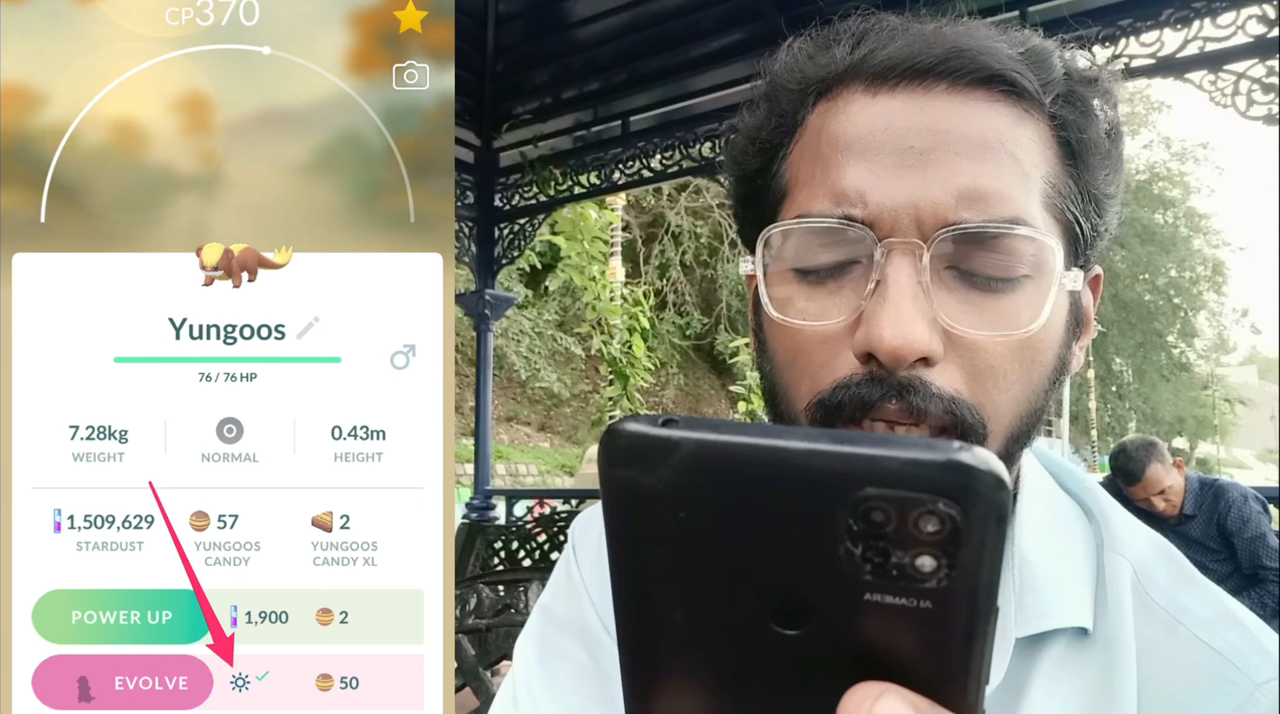 CP370
Yungoos
76 / 76 HP
7.28kg
WEIGHT
NORMAL
0.43m
HEIGHT
1,509,629
STARDUST
57
YUNGOOS
CANDY
2
YUNGOOS
CANDY XL
POWER UP
1,900
2
EVOLVE
50
AI CAMERA